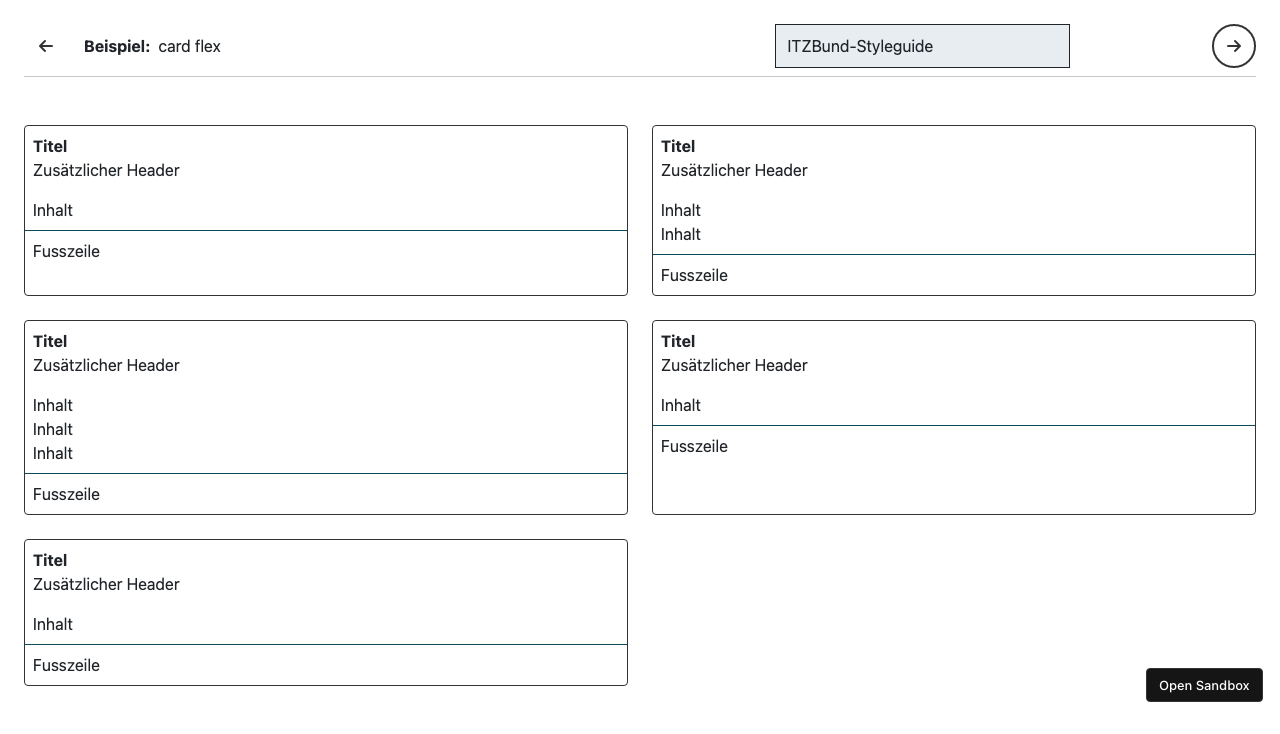 Beispiel: card flex
ITZBund-Styleguide
Titel
Zusätzlicher Header
Inhalt
Fusszeile
Titel
Zusätzlicher Header
Inhalt
Inhalt
Fusszeile
Titel
Zusätzlicher Header
Inhalt
Inhalt
Inhalt
Fusszeile
Titel
Zusätzlicher Header
Inhalt
Fusszeile
Titel
Zusätzlicher Header
Inhalt
Fusszeile
Open Sandbox